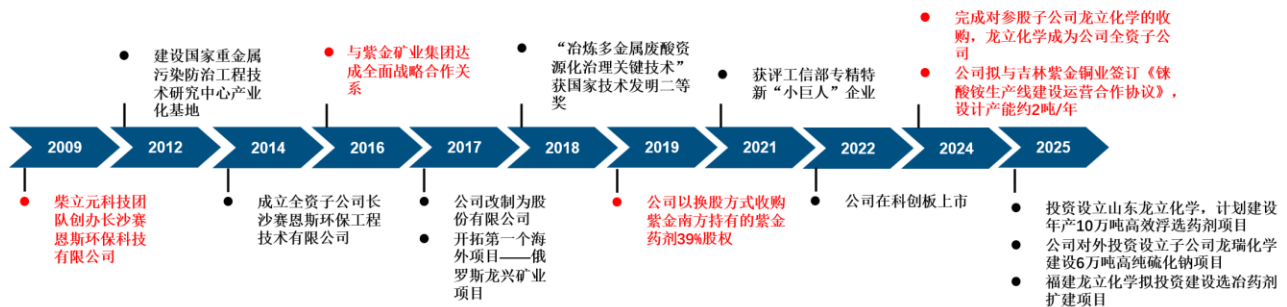 建设国家重金属
污染防治工程技
术研究中心产业
化基地
与紫金矿业集团达
成全面战略合作关
系
“冶炼多金属废酸资
源化治理关键技术”
获国家技术发明二等
奖
获评工信部专精特
新“小巨人”企业
完成对参股子公司龙立化学的收
购，龙立化学成为公司全资子公
司
公司拟与吉林紫金铜业签订《铼
酸铵生产线建设运营合作协议》，
设计产能约2吨/年
2009
2012
2014
2016
2017
2018
2019
2021
2022
2024
2025
柴立元科技团
队创办长沙赛
恩斯环保科技
有限公司
成立全资子公司长
沙赛恩斯环保工程
技术有限公司
公司改制为股
份有限公司
开拓第一个海
外项目——俄
罗斯龙兴矿业
项目
公司以换股方式收购
紫金南方持有的紫金
药剂39%股权
公司在科创板上市
投资设立山东龙立化学，计划建设
年产10万吨高效浮选药剂项目
公司对外投资设立子公司龙瑞化学
建设6万吨高纯硫化钠项目
福建龙立化学拟投资建设选冶药剂
扩建项目